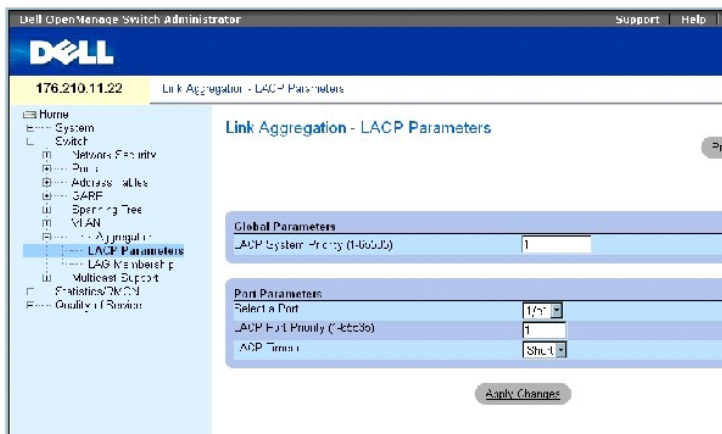 Dell OpenManage Switch Administrator
Support Help
DELL
176.210.11.22
Link Aggregation - LACP Parameters
Home
System
Switch
Network Security
Ports
Address Tables
GARP
Spanning Tree
VLAN
Link Aggregation
LACP Parameters
LAG Membership
Multicast Support
Statistics/RMON
Quality of Service
Link Aggregation - LACP Parameters
Global Parameters
LACP System Priority (1-65535)
1
Port Parameters
Select a Port
LACP Port Priority (1-65535)
1
LACP Timeout
Short
Apply Changes